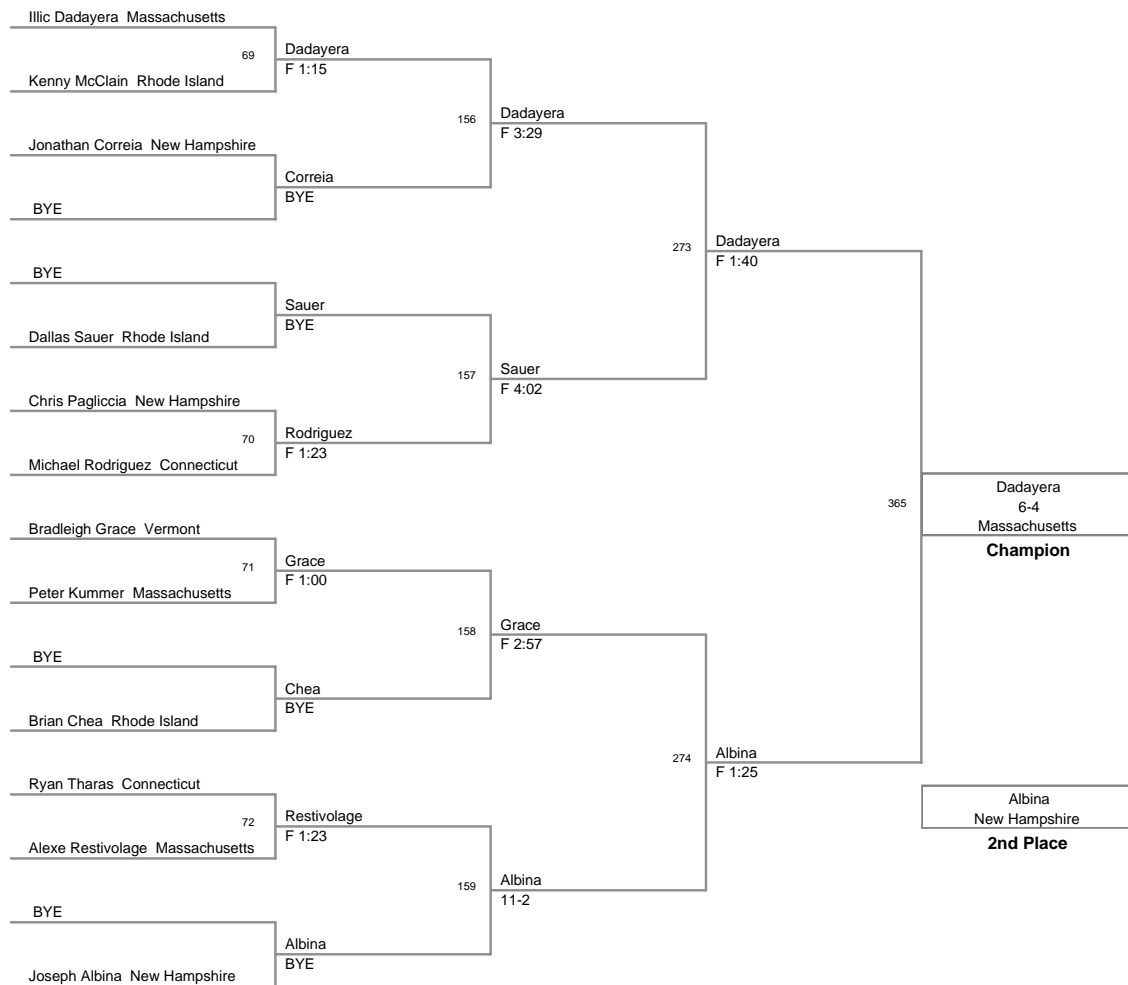 Illic Dadayera  Massachusetts
69
Dadayera
F 1:15
Kenny McClain  Rhode Island
156
Dadayera
F 3:29
Jonathan Correia  New Hampshire
Correia
BYE
BYE
273
Dadayera
F 1:40
BYE
Sauer
BYE
Dallas Sauer  Rhode Island
157
Sauer
F 4:02
Chris Pagliccia  New Hampshire
70
Rodriguez
F 1:23
Michael Rodriguez  Connecticut
365
Dadayera
6-4
Massachusetts
Champion
Bradleigh Grace  Vermont
71
Grace
F 1:00
Peter Kummer  Massachusetts
158
Grace
F 2:57
BYE
Chea
BYE
Brian Chea  Rhode Island
274
Albina
F 1:25
Ryan Tharas  Connecticut
72
Restivolage
F 1:23
Alexe Restivolage  Massachusetts
159
Albina
11-2
BYE
Albina
BYE
Joseph Albina  New Hampshire
Albina
New Hampshire
2nd Place